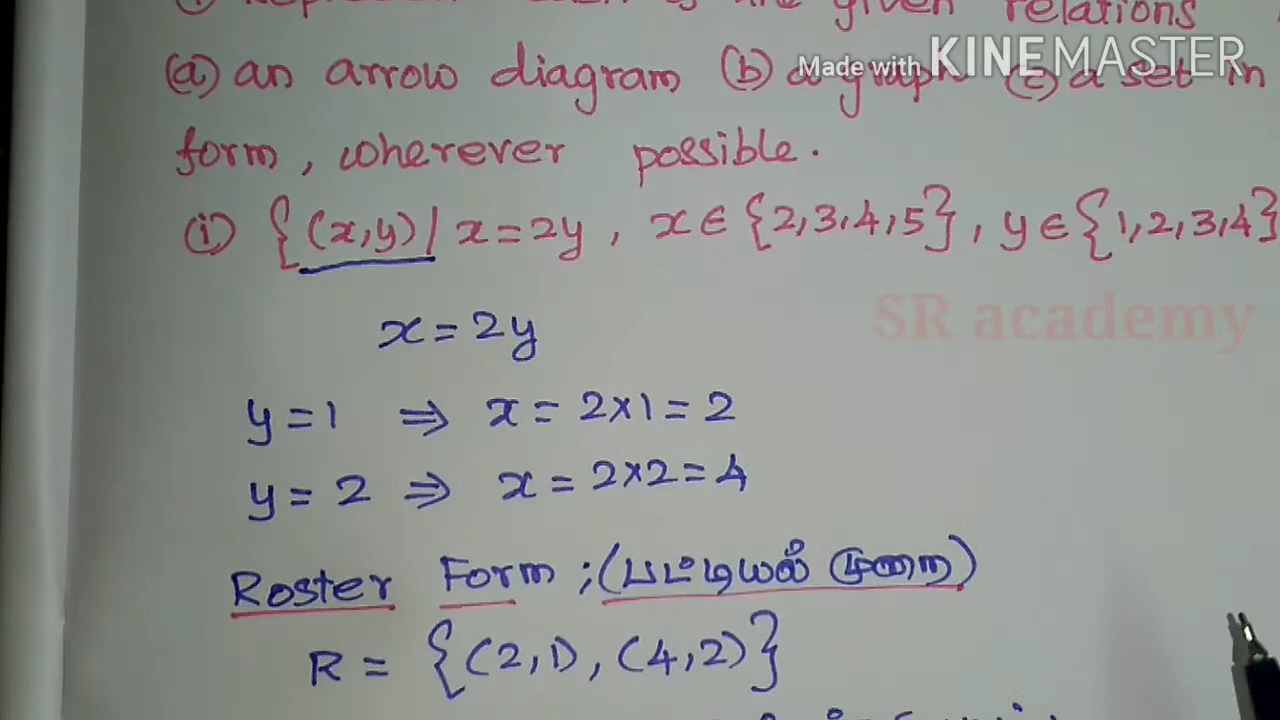 given relations
(a) an arrow diagram (b) a graph (c) a set in
Made with KINEMASTER
form, wherever possible.
(i) {(x,y)/ x=2y, x∈{2,3,4,5}, y∈{1,2,3,4}
SR academy
x = 2y
y = 1 ⇒ x = 2×1 = 2
y = 2 ⇒ x = 2×2 = 4
Roster Form ;(பட்டியல் முறை)
R = {(2,1), (4,2)}